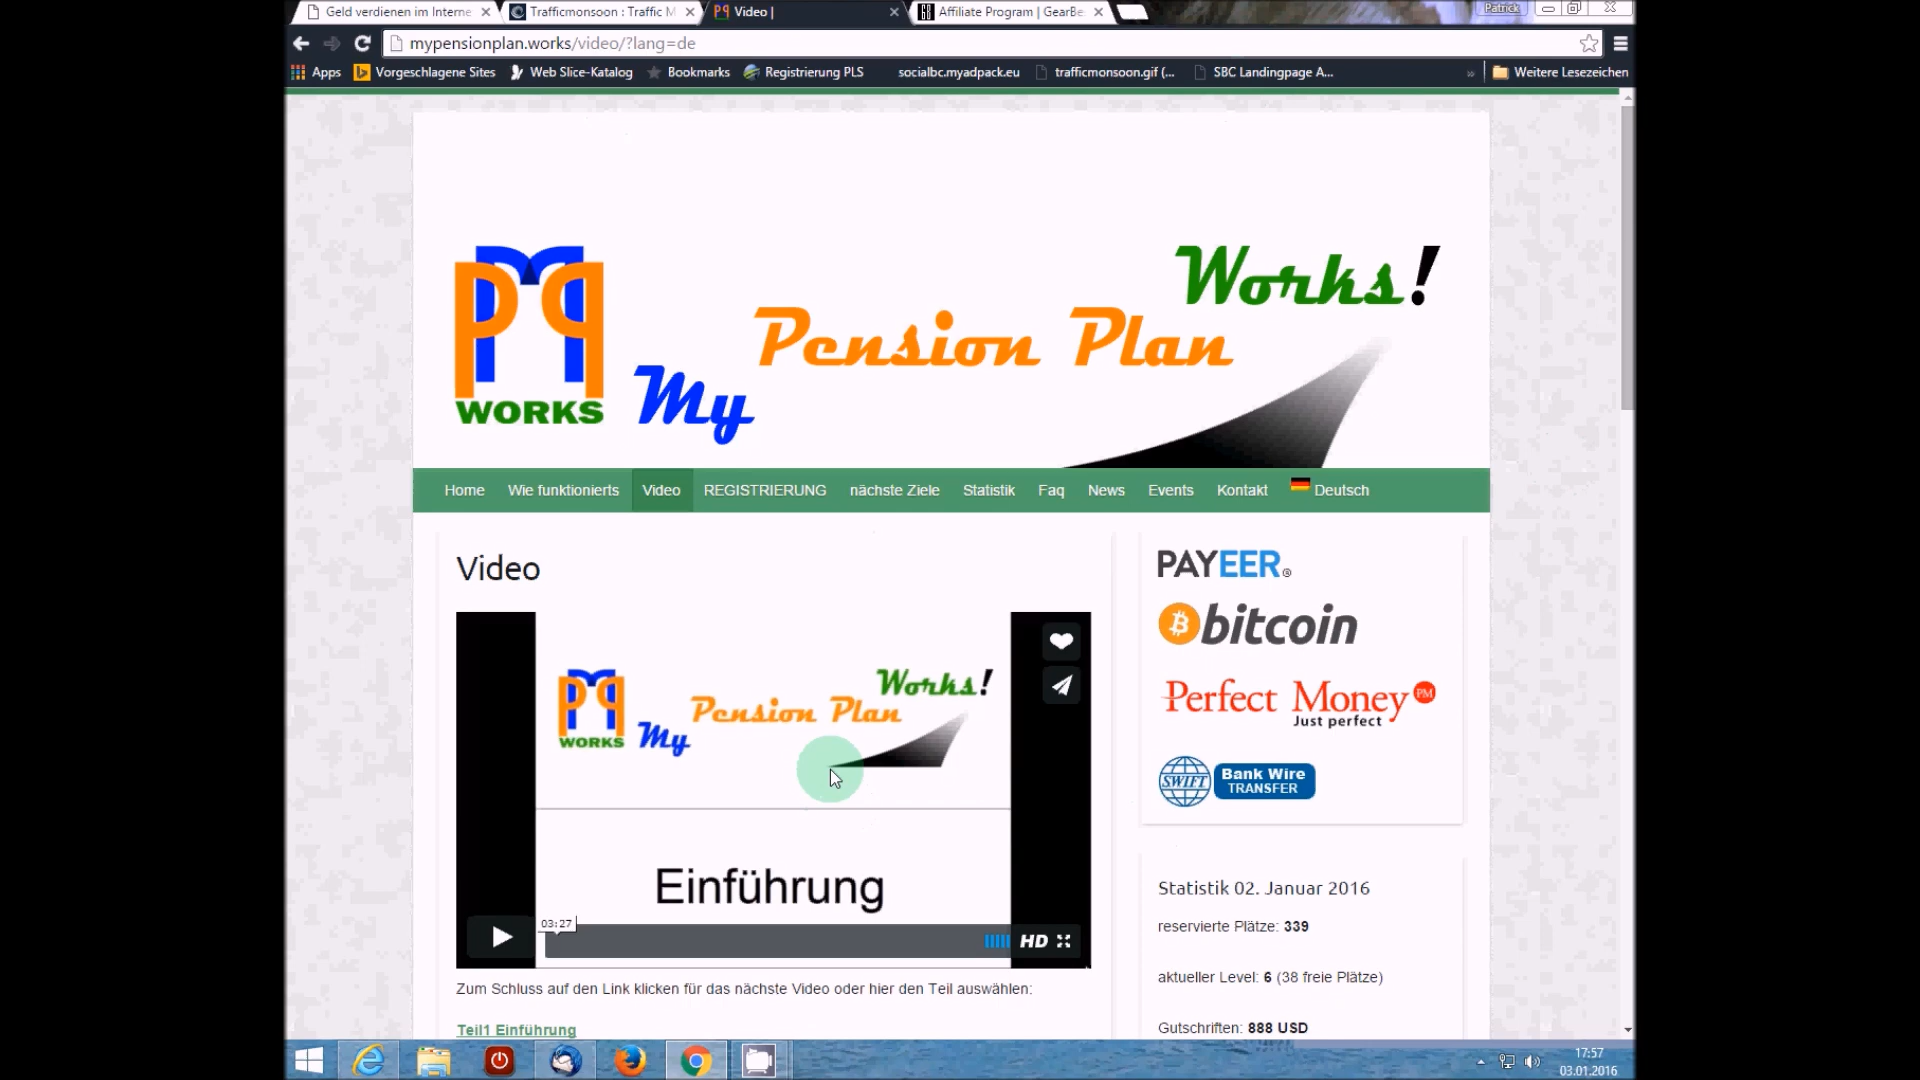 Geld verdienen im Interne
Trafficmonsoon : Traffic M
Video |
Affiliate Program | GearBe
Patrick
mypensionplan.works/video/?lang=de
Apps
Vorgeschlagene Sites
Web Slice-Katalog
Bookmarks
Registrierung PLS
socialbc.myadpack.eu
trafficmonsoon.gif (...
SBC Landingpage A...
»
Weitere Lesezeichen
WORKS
My Pension Plan Works!
Home
Wie funktionierts
Video
REGISTRIERUNG
nächste Ziele
Statistik
Faq
News
Events
Kontakt
Deutsch
Video
WORKS
My Pension Plan Works!
Einführung
03:27
HD
Zum Schluss auf den Link klicken für das nächste Video oder hier den Teil auswählen:
Teil1 Einführung
PAYEER®
bitcoin
Perfect Money PM
Just perfect
SWIFT
Bank Wire
TRANSFER
Statistik 02. Januar 2016
reservierte Plätze: 339
aktueller Level: 6 (38 freie Plätze)
Gutschriften: 888 USD
17:57
03.01.2016